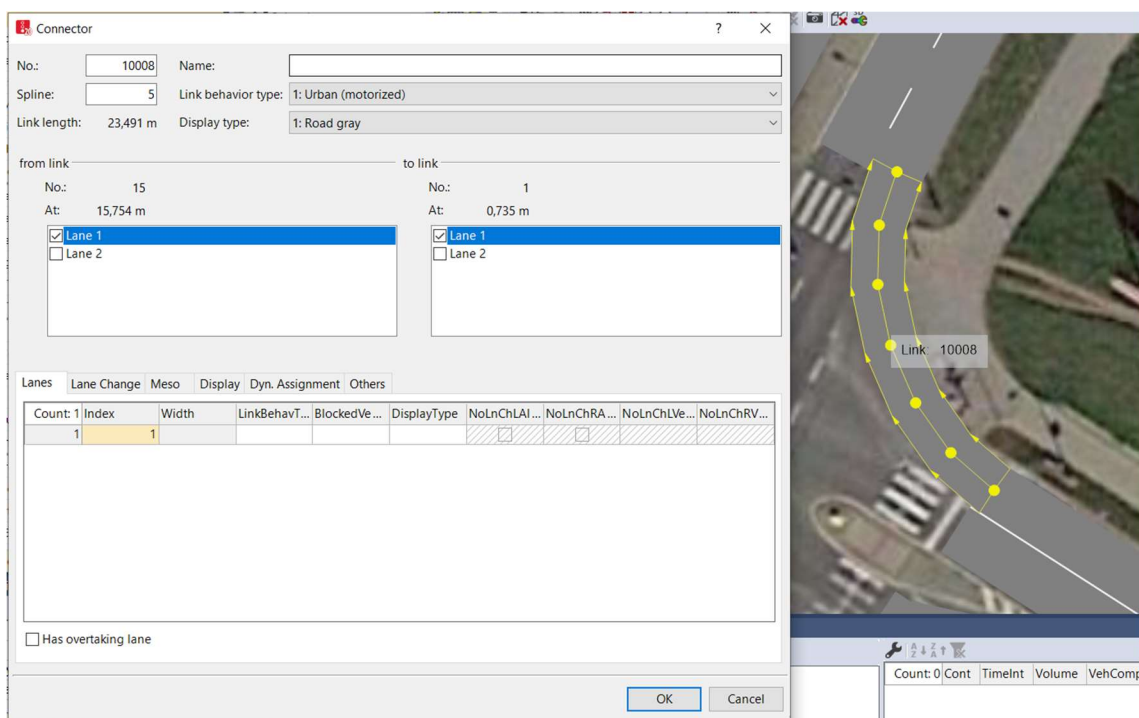 Connector ?
No.: 10008 Name:
Spline: 5 Link behavior type: 1: Urban (motorized)
Link length: 23,491 m Display type: 1: Road gray
from link to link
No.: 15 No.: 1
At: 15,754 m At: 0,735 m
Lane 1 Lane 1
Lane 2 Lane 2
Link: 10008
Lanes Lane Change Meso Display Dyn. Assignment Others
Count: 1 Index Width LinkBehavT... BlockedVe... DisplayType NoLnChLAl... NoLnChRA... NoLnChLVe... NoLnChRV...
1 1
Has overtaking lane
Count: 0 Cont TimeInt Volume VehComp
OK Cancel